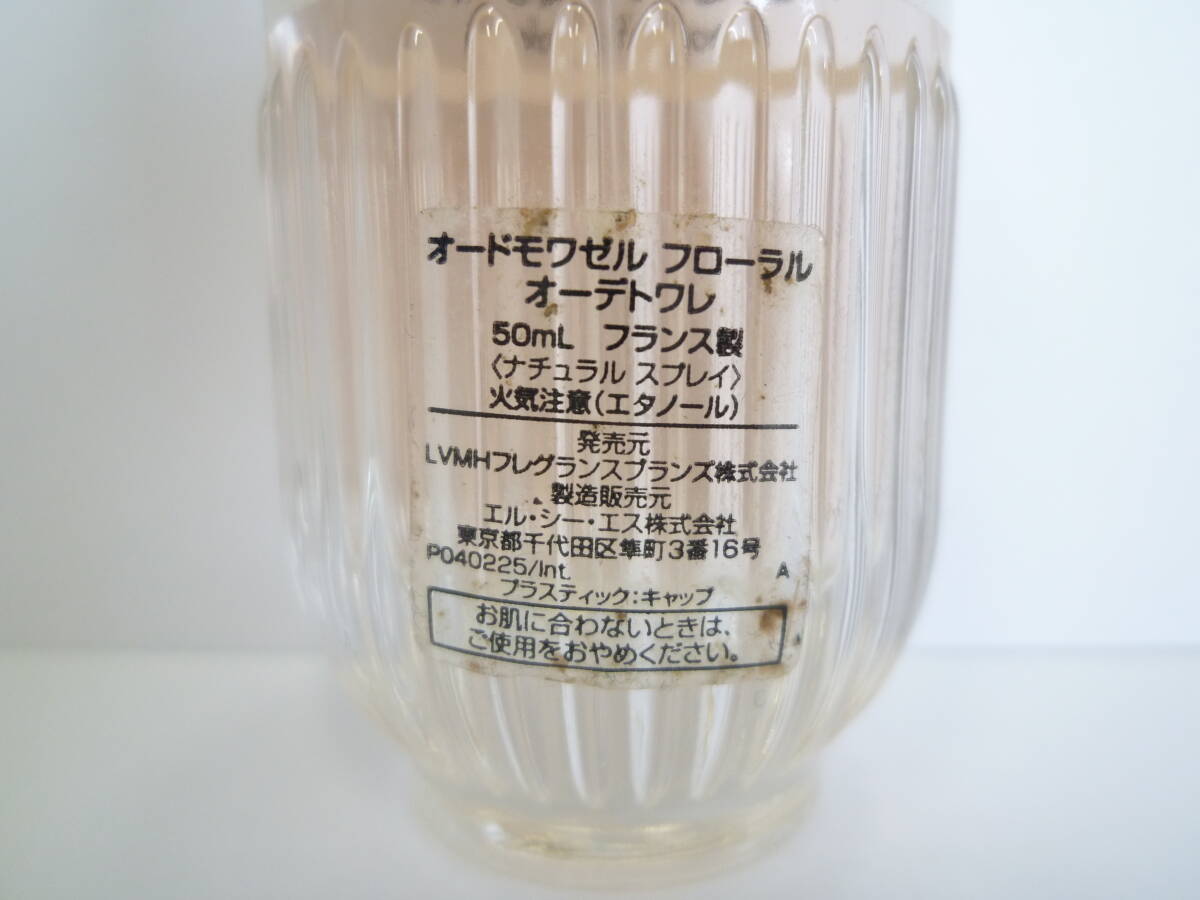 オードモワゼル フローラル
オーデトワレ
50mL フランス製
〈ナチュラル スプレイ〉
火気注意(エタノール)
発売元
LVMHフレグランスブランズ株式会社
製造販売元
エル・シー・エス株式会社
東京都千代田区隼町3番16号
P040225/Int. A
プラスティック:キャップ
お肌に合わないときは、
ご使用をおやめください。